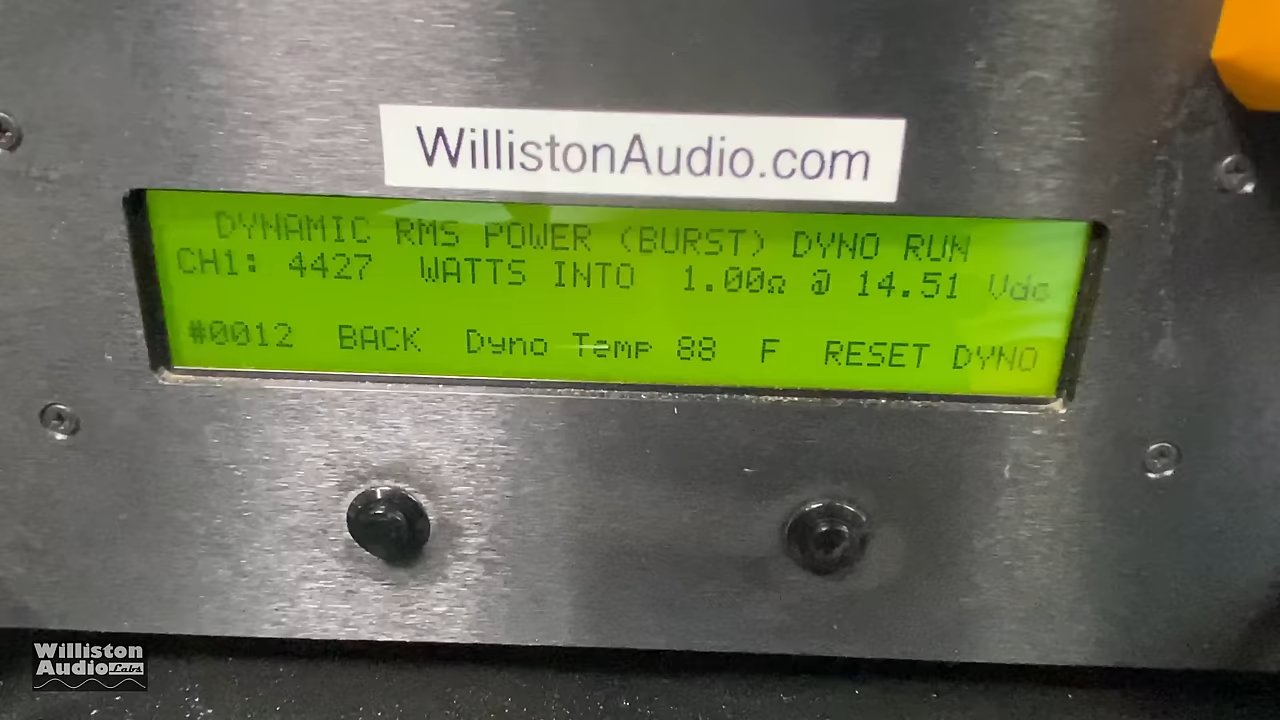 WillistonAudio.com
DYNAMIC RMS POWER (BURST) DYNO RUN
CH1: 4427 WATTS INTO 1.00Ω @ 14.51 Vdc
#0012 BACK Dyno Temp 88 F RESET DYNO
Williston
Audio Labs